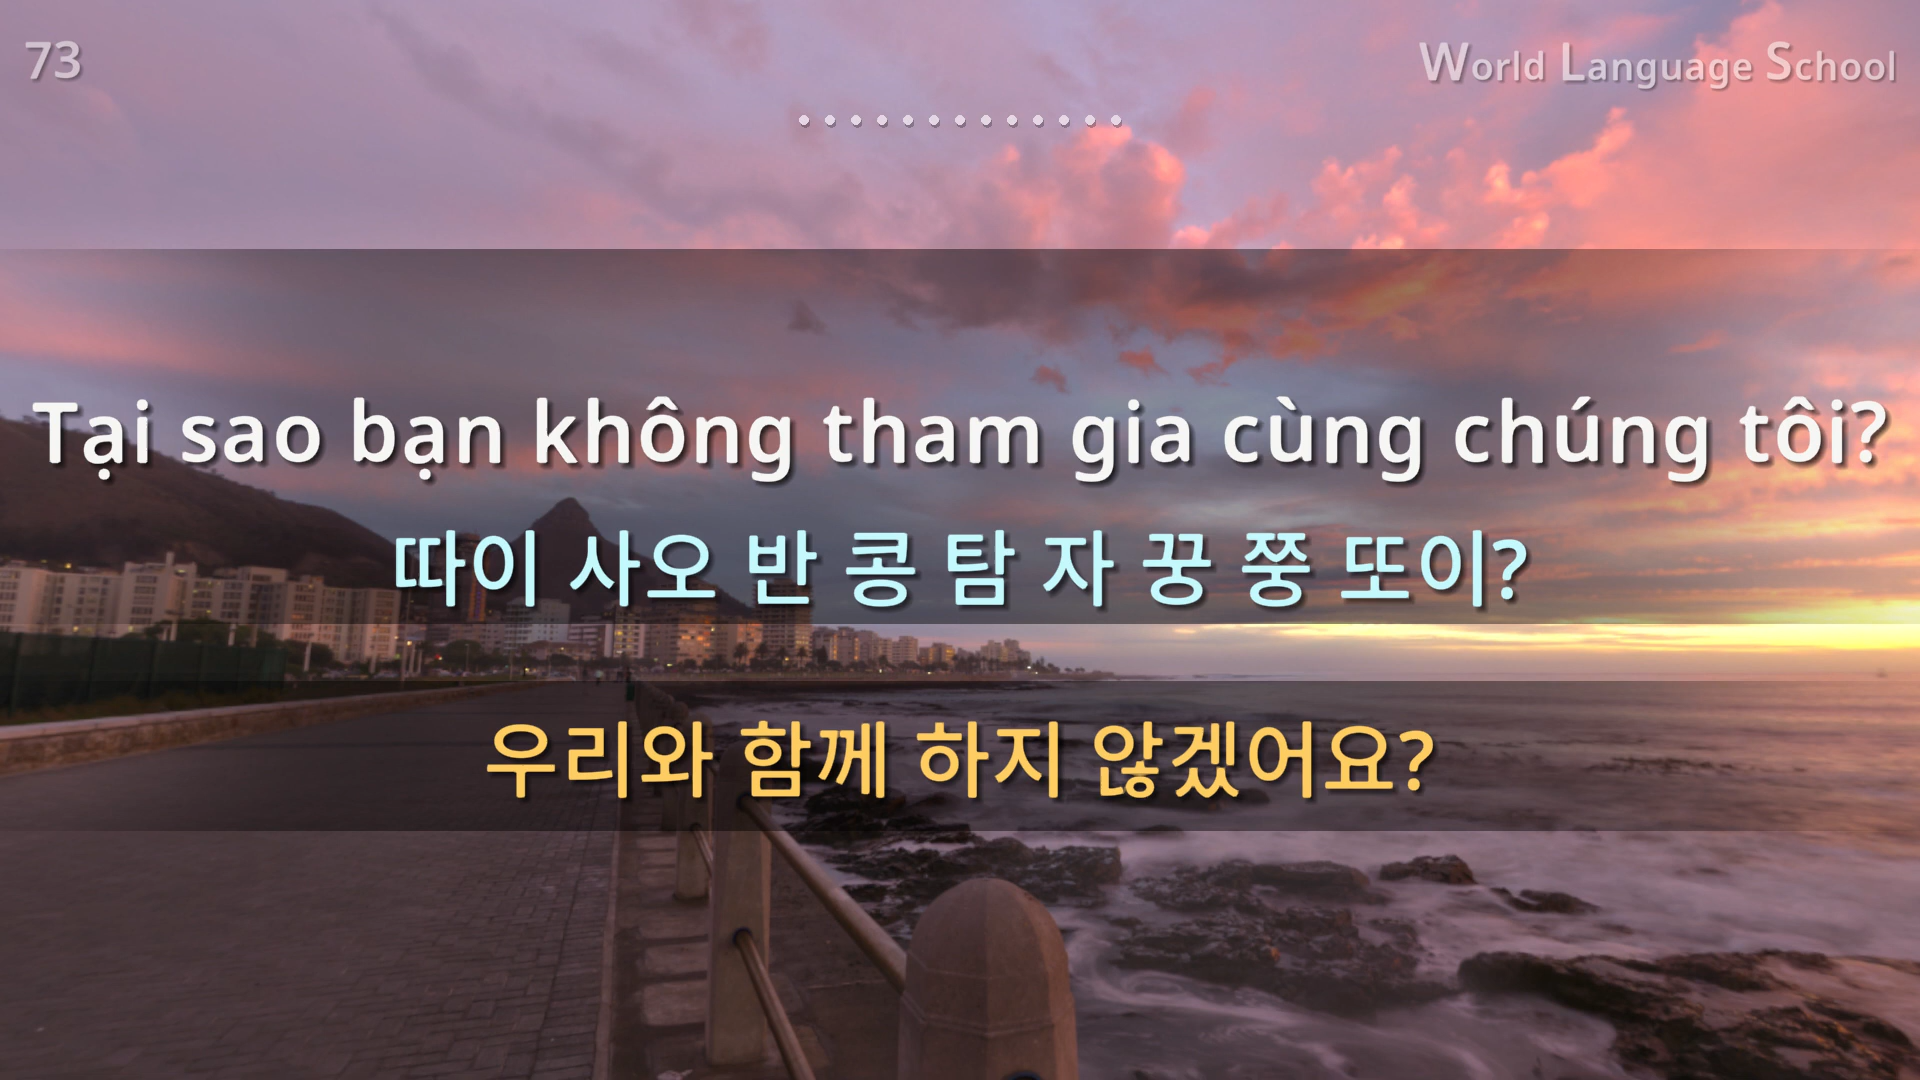 73
World Language School
Tại sao bạn không tham gia cùng chúng tôi?
따이 사오 반 콩 탐 자 꿍 쭝 또이?
우리와 함께 하지 않겠어요?